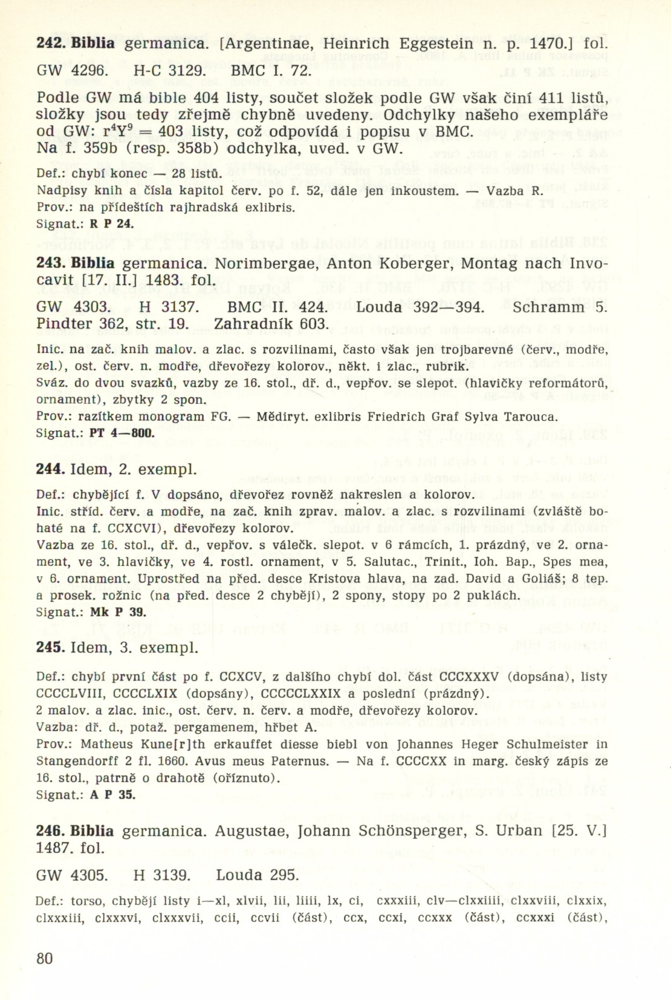 242. Biblia germanica. [Argentinae, Heinrich Eggestein n. p. 1470.] fol.
GW 4296. H-C 3129. BMC I. 72.
Podle GW má bible 404 listy, součet složek podle GW však činí 411 listů,
složky jsou tedy zřejmě chybně uvedeny. Odchylky našeho exempláře
od GW: r⁴Y⁹ = 403 listy, což odpovídá i popisu v BMC.
Na f. 359b (resp. 358b) odchylka, uved. v GW.
Def.: chybí konec — 28 listů.
Nadpisy knih a čísla kapitol červ. po f. 52, dále jen inkoustem. — Vazba R.
Prov.: na přídeštích rajhradská exlibris.
Signat.: R P 24.
243. Biblia germanica. Norimbergae, Anton Koberger, Montag nach Invo-
cavit [17. II.] 1483. fol.
GW 4303. H 3137. BMC II. 424. Louda 392—394. Schramm 5.
Pindter 362, str. 19. Zahradník 603.
Inic. na zač. knih malov. a zlac. s rozvilinami, často však jen trojbarevné (červ., modře,
zel.), ost. červ. n. modře, dřevořezy kolorov., někt. i zlac., rubrik.
Sváz. do dvou svazků, vazby ze 16. stol., dř. d., vepřov. se slepot. (hlavičky reformátorů,
ornament), zbytky 2 spon.
Prov.: razítkem monogram FG. — Mědiryt. exlibris Friedrich Graf Sylva Tarouca.
Signat.: PT 4—800.
244. Idem, 2. exempl.
Def.: chybějící f. V dopsáno, dřevořez rovněž nakreslen a kolorov.
Inic. stříd. červ. a modře, na zač. knih zprav. malov. a zlac. s rozvilinami (zvláště bo-
haté na f. CCXCVI), dřevořezy kolorov.
Vazba ze 16. stol., dř. d., vepřov. s válečk. slepot. v 6 rámcích, 1. prázdný, ve 2. orna-
ment, ve 3. hlavičky, ve 4. rostl. ornament, v 5. Salutac., Trinit., Ioh. Bap., Spes mea,
v 6. ornament. Uprostřed na před. desce Kristova hlava, na zad. David a Goliáš; 8 tep.
a prosek. rožnic (na před. desce 2 chybějí), 2 spony, stopy po 2 puklách.
Signat.: Mk P 39.
245. Idem, 3. exempl.
Def.: chybí první část po f. CCXCV, z dalšího chybí dol. část CCCXXXV (dopsána), listy
CCCCLVIII, CCCCLXIX (dopsány), CCCCCLXXIX a poslední (prázdný).
2 malov. a zlac. inic., ost. červ. n. červ. a modře, dřevořezy kolorov.
Vazba: dř. d., potaž. pergamenem, hřbet A.
Prov.: Matheus Kune[r]th erkauffet diesse biebl von Johannes Heger Schulmeister in
Stangendorff 2 fl. 1660. Avus meus Paternus. — Na f. CCCCXX in marg. český zápis ze
16. stol., patrně o drahotě (oříznuto).
Signat.: A P 35.
246. Biblia germanica. Augustae, Johann Schönsperger, S. Urban [25. V.]
1487. fol.
GW 4305. H 3139. Louda 295.
Def.: torso, chybějí listy i—xl, xlvii, lii, liiii, lx, ci, cxxxiii, clv—clxxiiii, clxxviii, clxxix,
clxxxiii, clxxxvi, clxxxvii, ccii, ccvii (část), ccx, ccxi, ccxxx (část), ccxxxi (část),
80